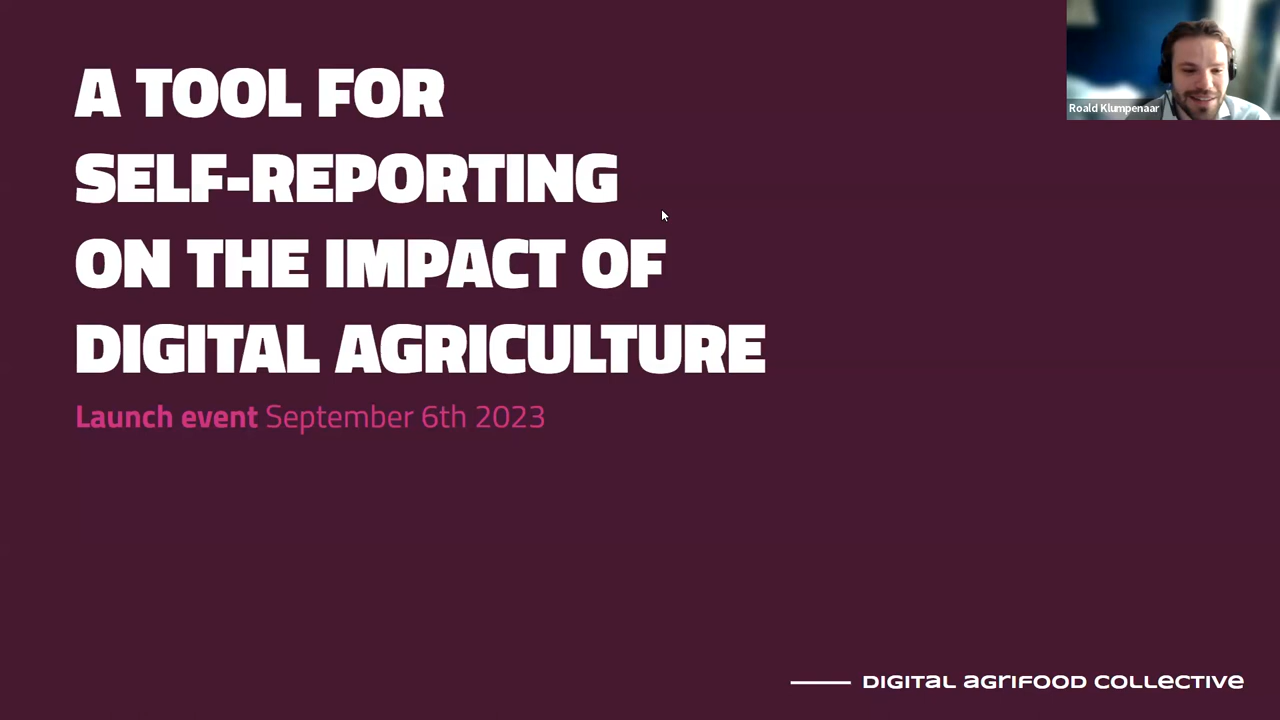 A TOOL FOR
SELF-REPORTING
ON THE IMPACT OF
DIGITAL AGRICULTURE
Launch event September 6th 2023
Roald Klumpenaar
DIGITAL AGRIFOOD COLLECTIVE